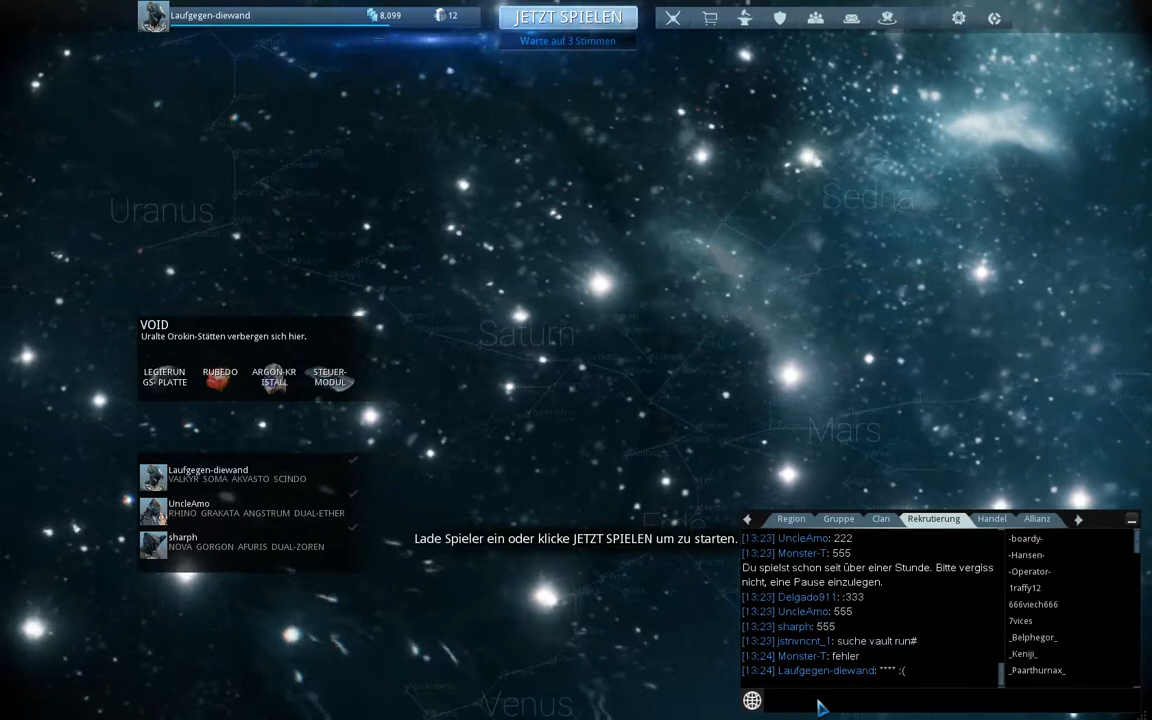 Laufgegen-diewand
8,099
12
JETZT SPIELEN
Warte auf 3 Stimmen
Uranus
Sedna
Saturn
Mars
VOID
Uralte Orokin-Stätten verbergen sich hier.
LEGIERUN
GS- PLATTE
RUBEDO
ARGON-KR
ISTALL
STEUER-
MODUL
Laufgegen-diewand
VALKYR SOMA AKVASTO SCINDO
UncleAmo
RHINO GRAKATA ANGSTRUM DUAL-ETHER
sharph
NOVA GORGON AFURIS DUAL-ZOREN
Erde
Venus
Lade Spieler ein oder klicke JETZT SPIELEN um zu starten.
Region Gruppe Clan Rekrutierung Handel Allianz
[13:23] UncleAmo: 222
[13:23] Monster-T: 555
Du spielst schon seit über einer Stunde. Bitte vergiss
nicht, eine Pause einzulegen.
[13:23] Delgado911: :333
[13:23] UncleAmo: 555
[13:23] sharph: 555
[13:23] jstnvncnt_1: suche vault run#
[13:24] Monster-T: fehler
[13:24] Laufgegen-diewand: **** :(
-boardy-
-Hansen-
-Operator-
1raffy12
666viech666
7vices
_Belphegor_
_Keniji_
_Paarthurnax_